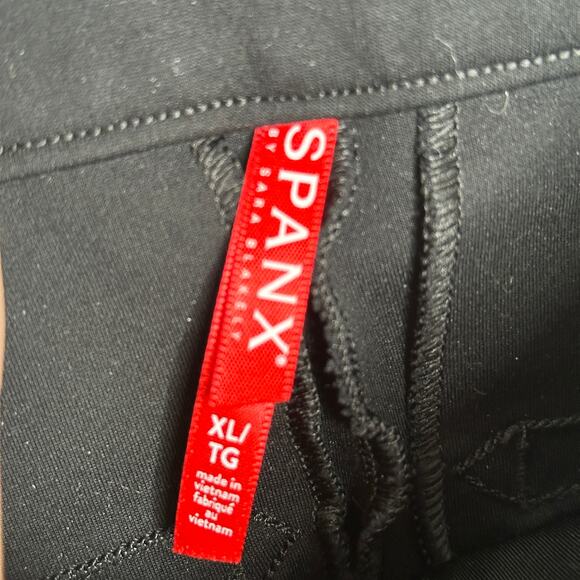 SPANX®
BY SARA BLAKELY
XL/
TG
made in
vietnam
fabriqué
au
vietnam